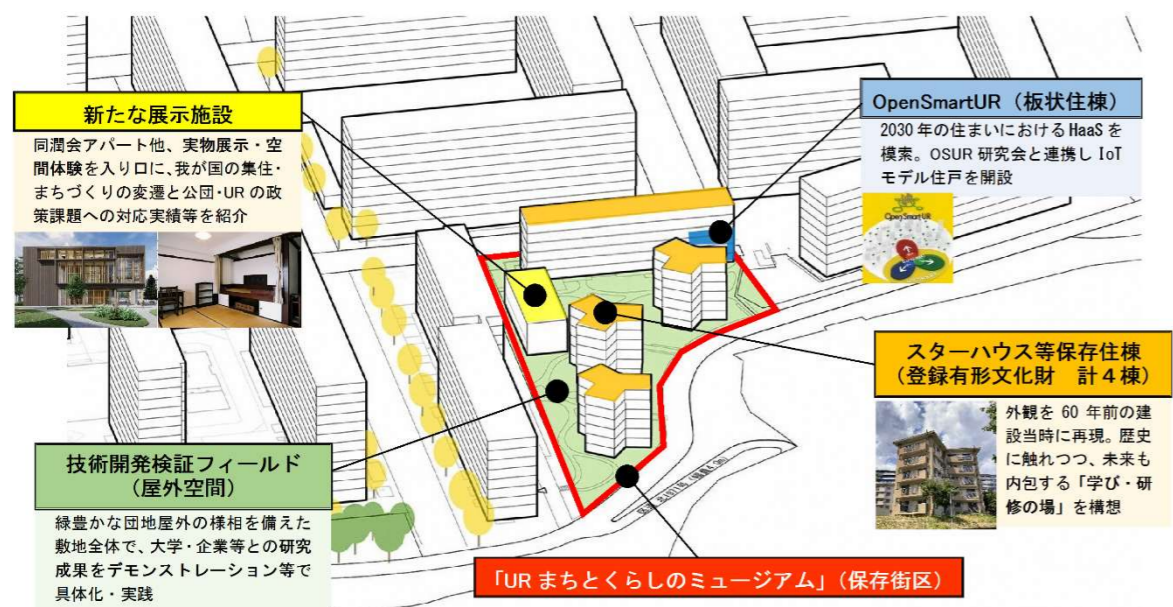 新たな展示施設
同潤会アパート他、実物展示・空
間体験を入り口に、我が国の集住・
まちづくりの変遷と公団・URの政
策課題への対応実績等を紹介
OpenSmartUR(板状住棟)
2030年の住まいにおけるHaaSを
模索。OSUR研究会と連携しIoT
モデル住戸を開設
OpenSmart UR
スターハウス等保存住棟
(登録有形文化財 計4棟)
外観を60年前の建
設当時に再現。歴史
に触れつつ、未来も
内包する「学び・研
修の場」を構想
技術開発検証フィールド
(屋外空間)
緑豊かな団地屋外の様相を備えた
敷地全体で、大学・企業等との研究
成果をデモンストレーション等で
具体化・実践
「URまちとくらしのミュージアム」(保存街区)